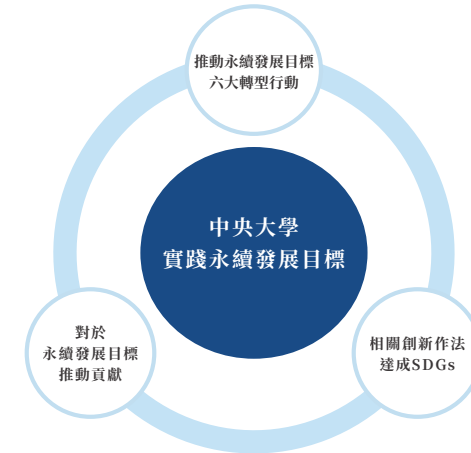 推動永續發展目標
六大轉型行動
中央大學
實踐永續發展目標
對於
永續發展目標
推動貢獻
相關創新作法
達成SDGs